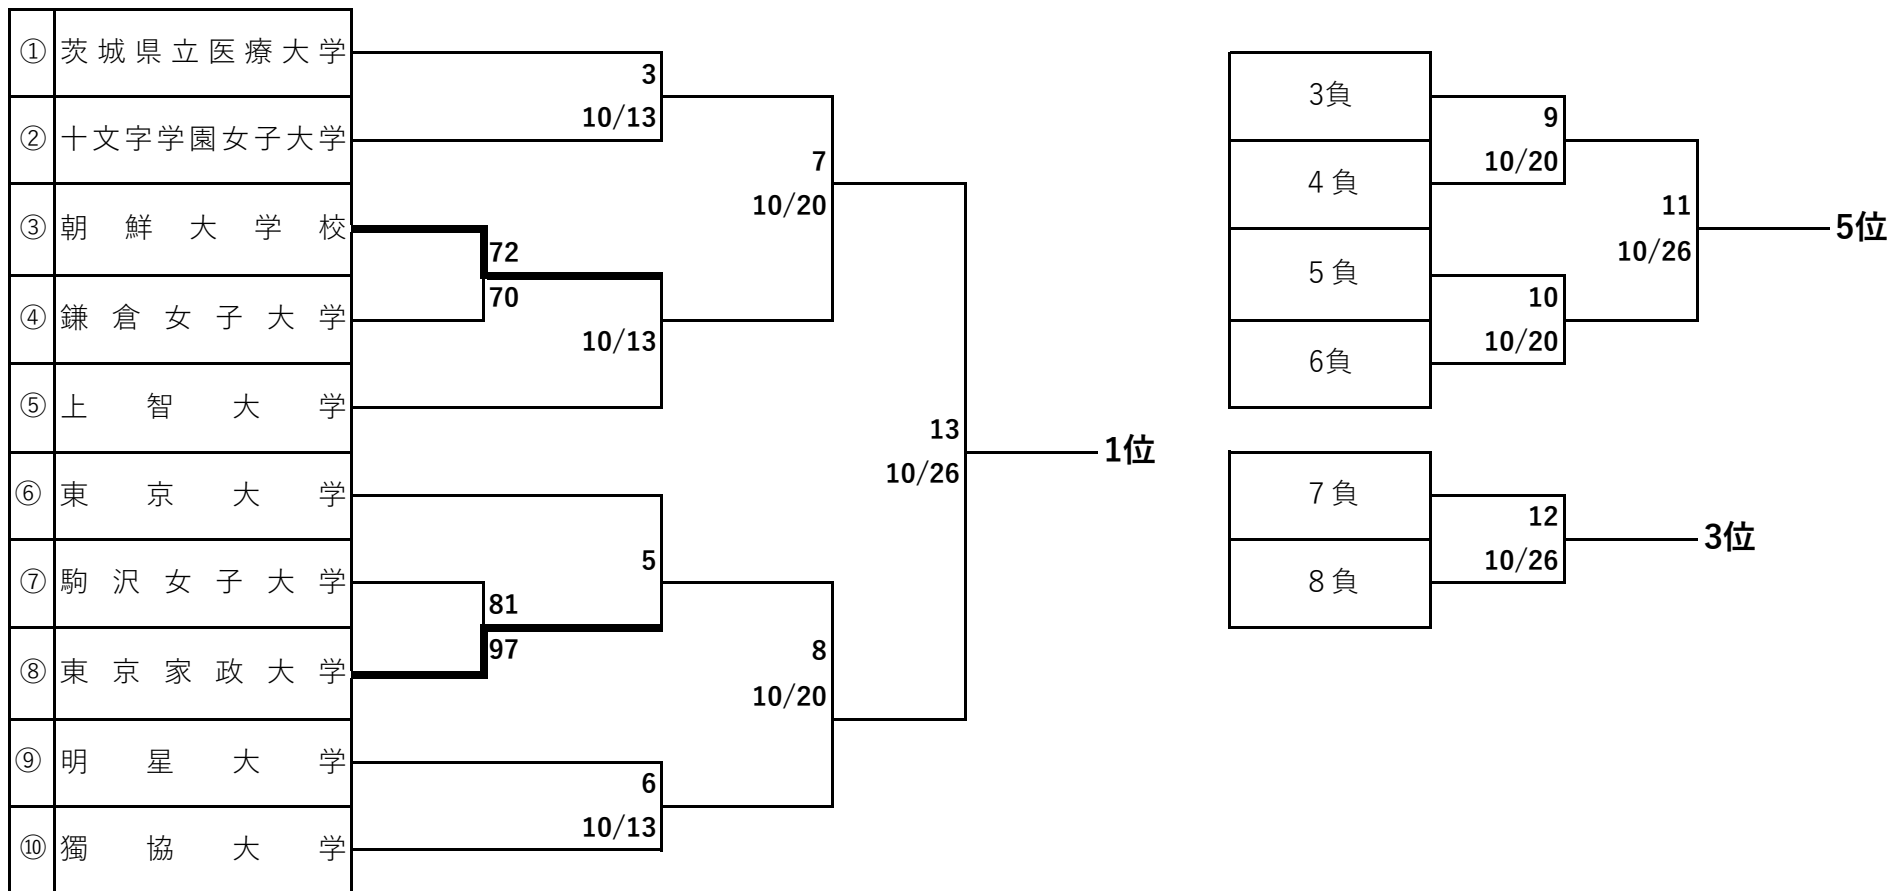 ① 茨城県立医療大学
3
10/13
② 十文字学園女子大学
7
10/20
③ 朝鮮大学校
72
70
④ 鎌倉女子大学
10/13
⑤ 上智大学
13
10/26
1位
⑥ 東京大学
5
⑦ 駒沢女子大学
81
97
⑧ 東京家政大学
8
10/20
⑨ 明星大学
6
10/13
⑩ 獨協大学
3負
9
10/20
4負
11
10/26
5位
5負
10
10/20
6負
7負
12
10/26
3位
8負